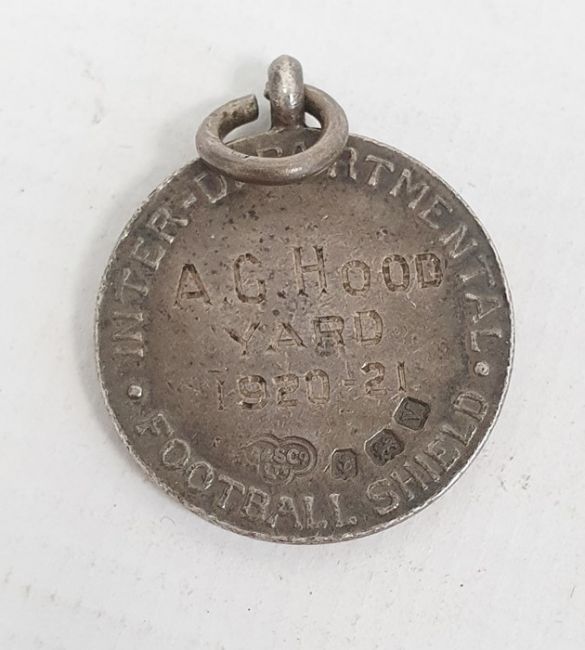 INTER-DEPARTMENTAL
A.G HOOD
YARD
1920-21
FOOTBALL SHIELD